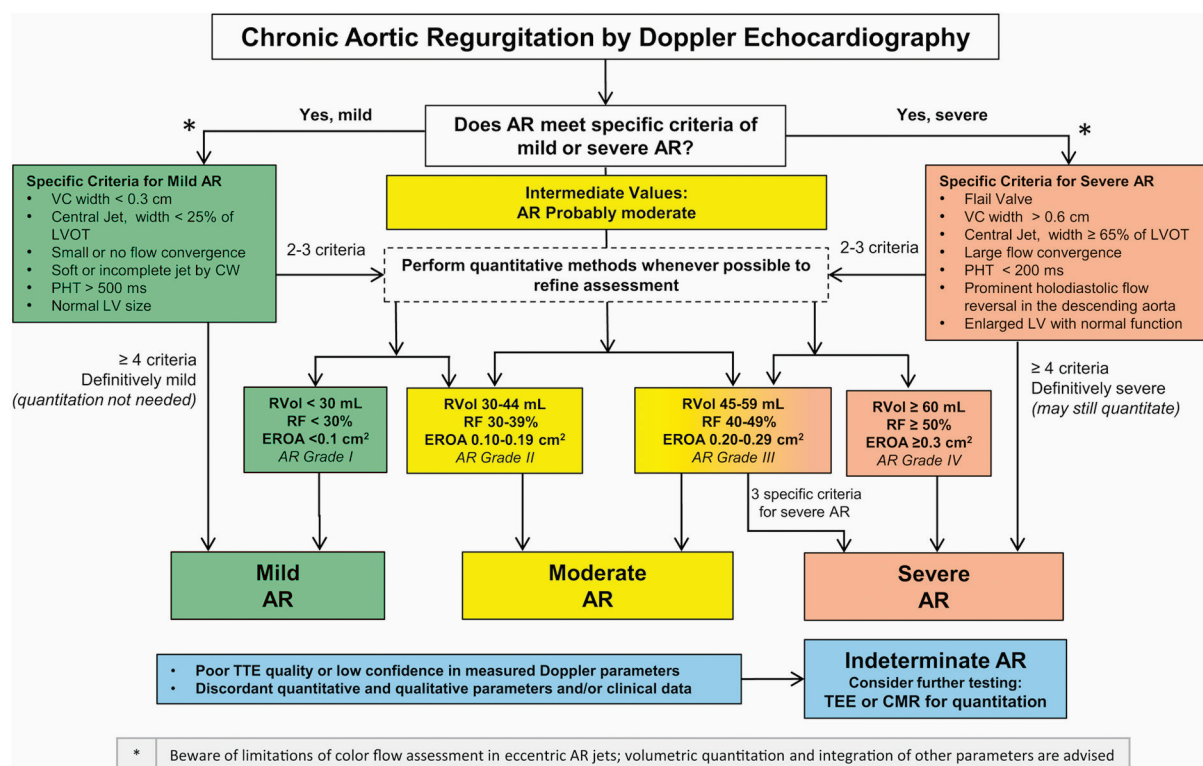 Chronic Aortic Regurgitation by Doppler Echocardiography
Yes, mild
Yes, severe
*
*
Does AR meet specific criteria of
mild or severe AR?
Specific Criteria for Mild AR
• VC width < 0.3 cm
• Central Jet, width < 25% of
LVOT
• Small or no flow convergence
• Soft or incomplete jet by CW
• PHT > 500 ms
• Normal LV size
Intermediate Values:
AR Probably moderate
Specific Criteria for Severe AR
• Flail Valve
• VC width > 0.6 cm
• Central Jet, width ≥ 65% of LVOT
• Large flow convergence
• PHT < 200 ms
• Prominent holodiastolic flow
reversal in the descending aorta
• Enlarged LV with normal function
2-3 criteria
Perform quantitative methods whenever possible to
refine assessment
2-3 criteria
≥ 4 criteria
Definitively mild
(quantitation not needed)
RVol < 30 mL
RF < 30%
EROA <0.1 cm²
AR Grade I
RVol 30-44 mL
RF 30-39%
EROA 0.10-0.19 cm²
AR Grade II
RVol 45-59 mL
RF 40-49%
EROA 0.20-0.29 cm²
AR Grade III
RVol ≥ 60 mL
RF ≥ 50%
EROA ≥0.3 cm²
AR Grade IV
≥ 4 criteria
Definitively severe
(may still quantitate)
3 specific criteria
for severe AR
Mild
AR
Moderate
AR
Severe
AR
• Poor TTE quality or low confidence in measured Doppler parameters
• Discordant quantitative and qualitative parameters and/or clinical data
Indeterminate AR
Consider further testing:
TEE or CMR for quantitation
* Beware of limitations of color flow assessment in eccentric AR jets; volumetric quantitation and integration of other parameters are advised